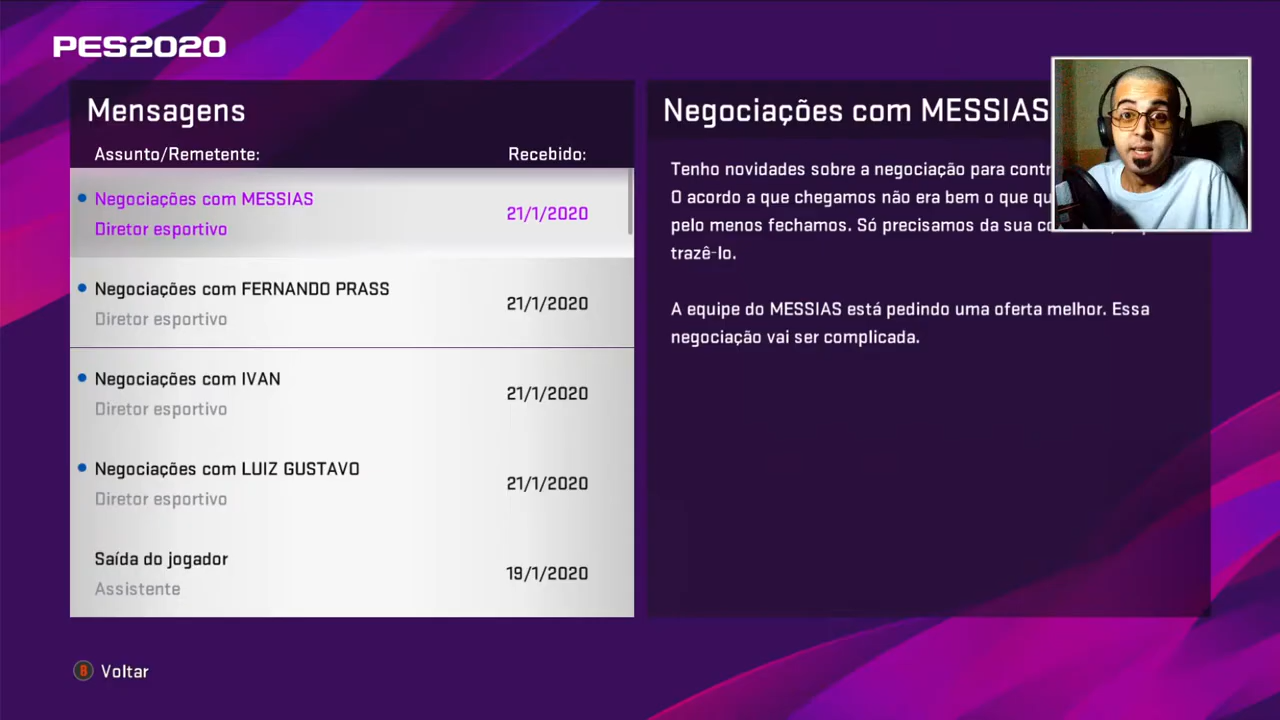 PES2020
Mensagens
Assunto/Remetente: Recebido:
Negociações com MESSIAS
Diretor esportivo
21/1/2020
Negociações com FERNANDO PRASS
Diretor esportivo
21/1/2020
Negociações com IVAN
Diretor esportivo
21/1/2020
Negociações com LUIZ GUSTAVO
Diretor esportivo
21/1/2020
Saída do jogador
Assistente
19/1/2020
Negociações com MESSIAS
Tenho novidades sobre a negociação para
O acordo a que chegamos não era bem o que
pelo menos fechamos. Só precisamos da sua
trazê-lo.
A equipe do MESSIAS está pedindo uma oferta melhor. Essa
negociação vai ser complicada.
B Voltar